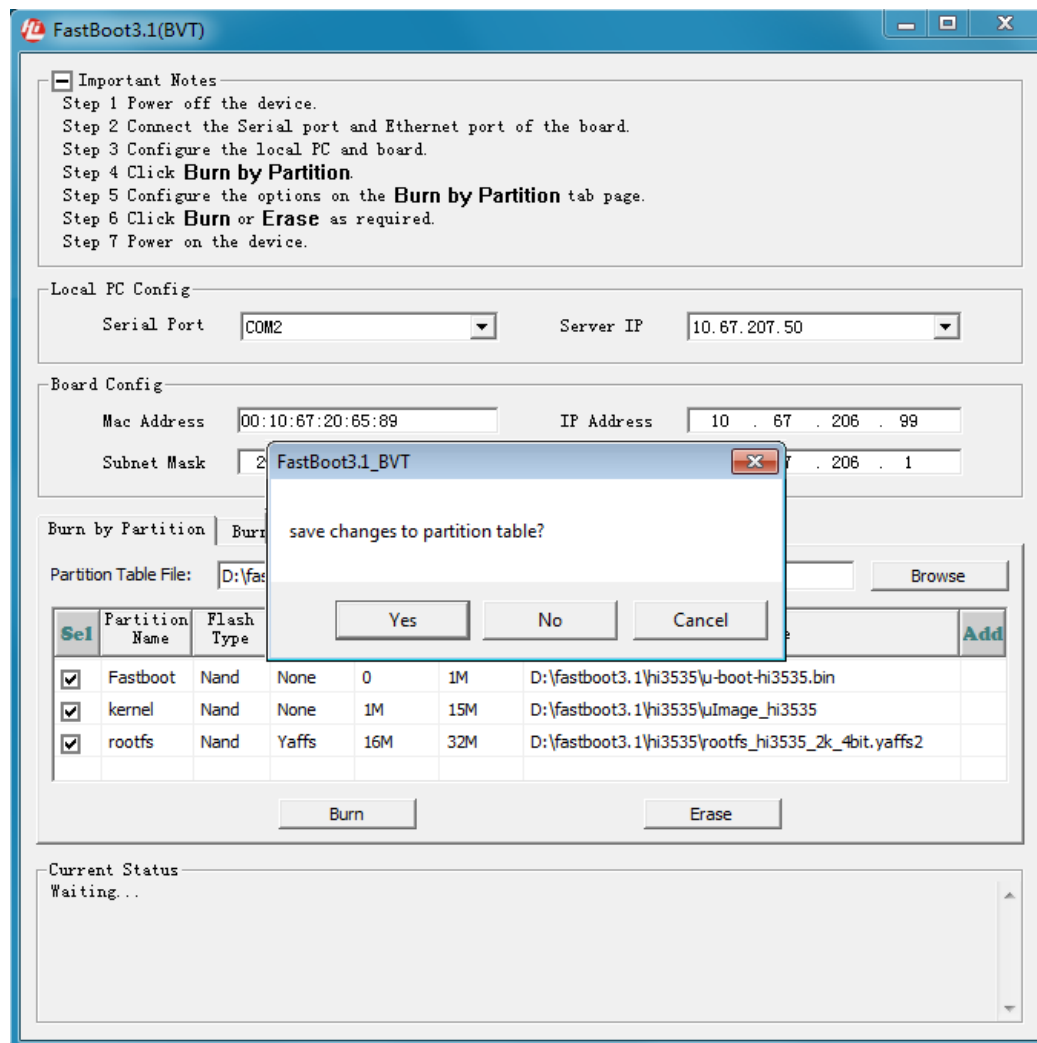 FastBoot3.1(BVT)
Important Notes
Step 1 Power off the device.
Step 2 Connect the Serial port and Ethernet port of the board.
Step 3 Configure the local PC and board.
Step 4 Click Burn by Partition.
Step 5 Configure the options on the Burn by Partition tab page.
Step 6 Click Burn or Erase as required.
Step 7 Power on the device.
Local PC Config
Serial Port COM2 Server IP 10.67.207.50
Board Config
Mac Address 00:10:67:20:65:89 IP Address 10 . 67 . 206 . 99
Subnet Mask . 206 . 1
FastBoot3.1_BVT
save changes to partition table?
Yes No Cancel
Burn by Partition
Partition Table File: Browse
Sel Partition Name Flash Type Add
Fastboot Nand None 0 1M D:\fastboot3.1\hi3535\u-boot-hi3535.bin
kernel Nand None 1M 15M D:\fastboot3.1\hi3535\uImage_hi3535
rootfs Nand Yaffs 16M 32M D:\fastboot3.1\hi3535\rootfs_hi3535_2k_4bit.yaffs2
Burn Erase
Current Status
Waiting...